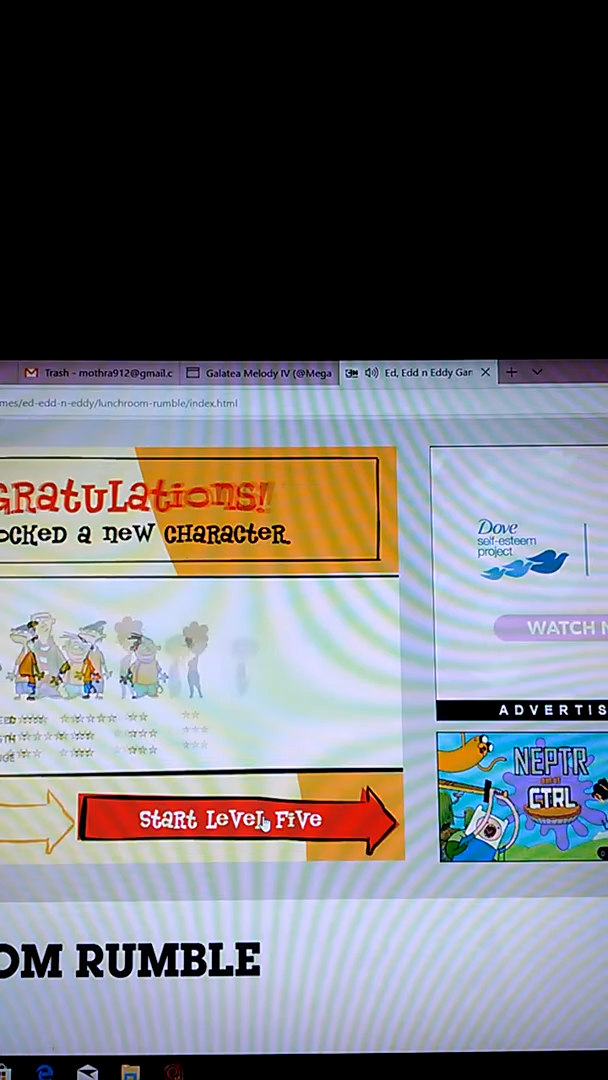 Trash - mothra912@gmail.c
Galatea Melody IV (@Mega
Ed, Edd n Eddy Gar
mes/ed-edd-n-eddy/lunchroom-rumble/index.html
GRatuLations!!
ocKeD a neW CHaRacteR.
Dove
self-esteem
project
WATCH N
ADVERTIS
NEPTR
CTRL
StaRt LeVeL FiVe
OM RUMBLE